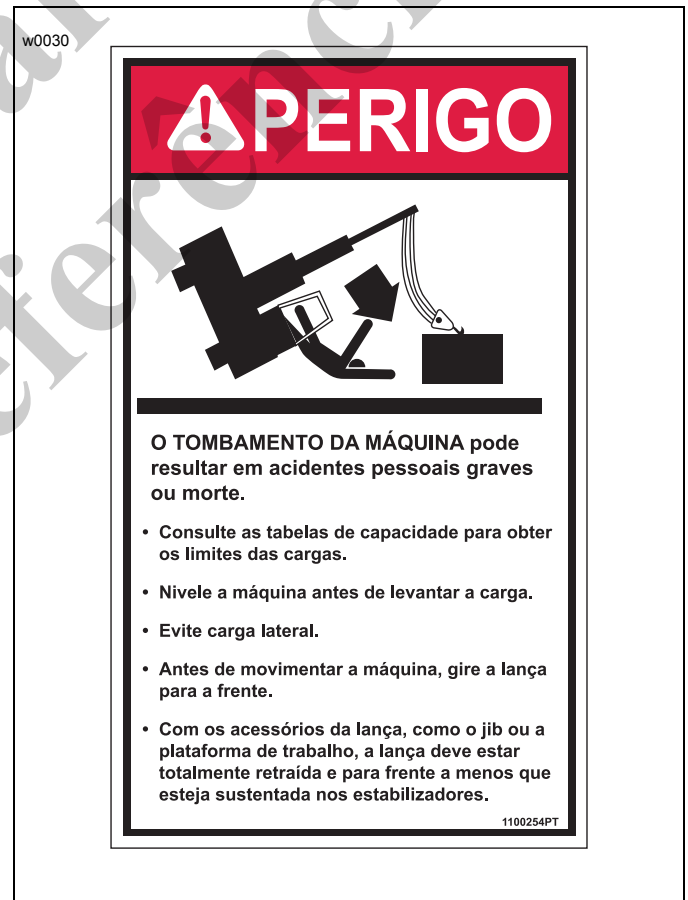 w0030
PERIGO
O TOMBAMENTO DA MÁQUINA pode
resultar em acidentes pessoais graves
ou morte.
• Consulte as tabelas de capacidade para obter
os limites das cargas.
• Nivele a máquina antes de levantar a carga.
• Evite carga lateral.
• Antes de movimentar a máquina, gire a lança
para a frente.
• Com os acessórios da lança, como o jib ou a
plataforma de trabalho, a lança deve estar
totalmente retraída e para frente a menos que
esteja sustentada nos estabilizadores.
1100254PT